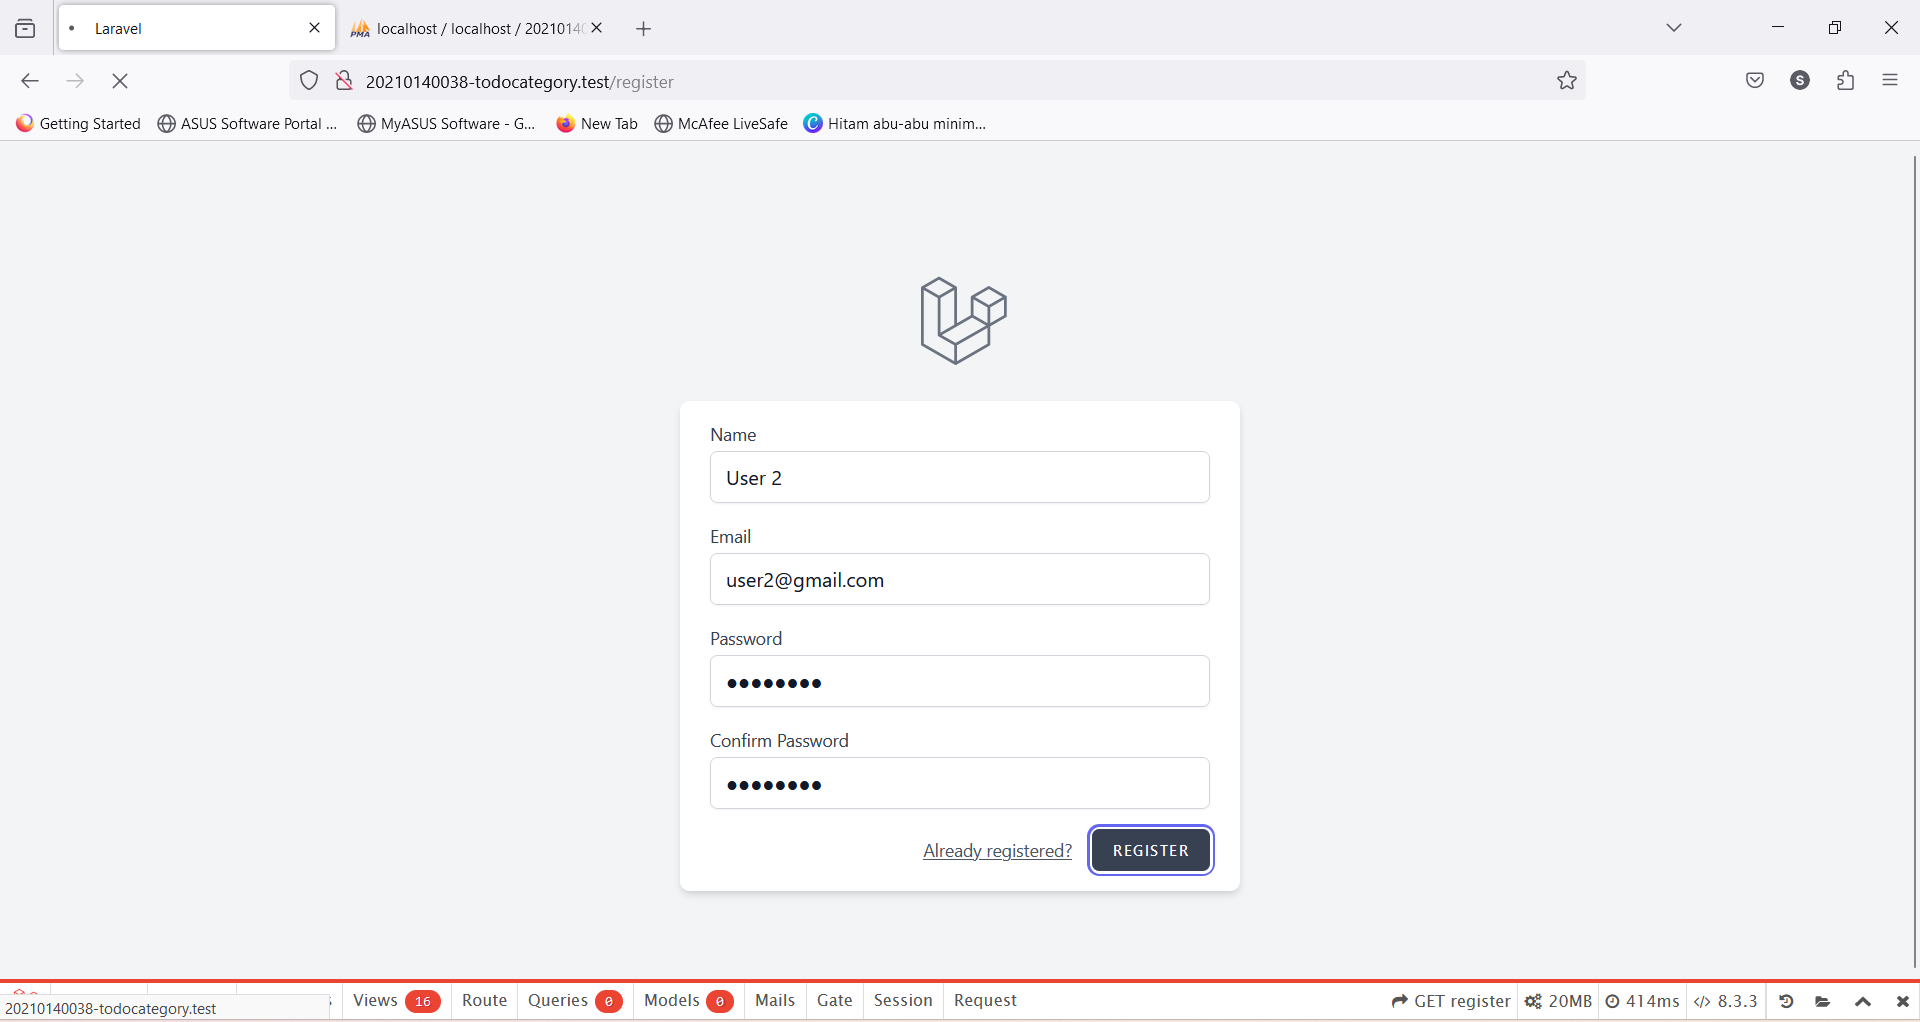 Laravel
localhost / localhost / 20210140
20210140038-todocategory.test/register
S
Getting Started
ASUS Software Portal ...
MyASUS Software - G...
New Tab
McAfee LiveSafe
Hitam abu-abu minim...
Name
User 2
Email
user2@gmail.com
Password
Confirm Password
Already registered?
REGISTER
Views 16
Route
Queries 0
Models 0
Mails
Gate
Session
Request
GET register
20MB
414ms
8.3.3
20210140038-todocategory.test